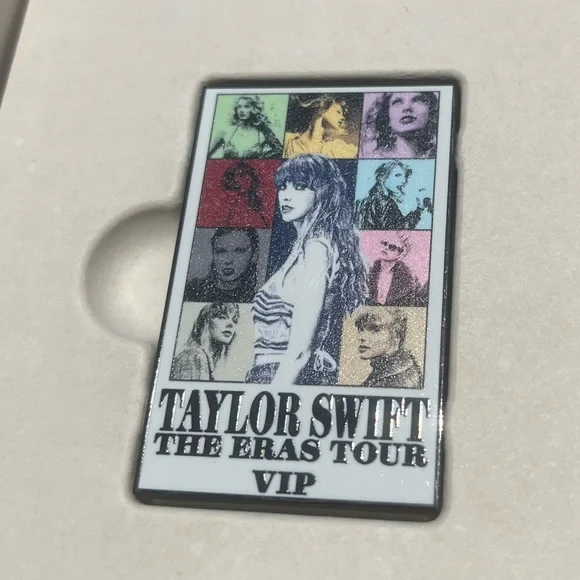 TAYLOR SWIFT
THE ERAS TOUR
VIP